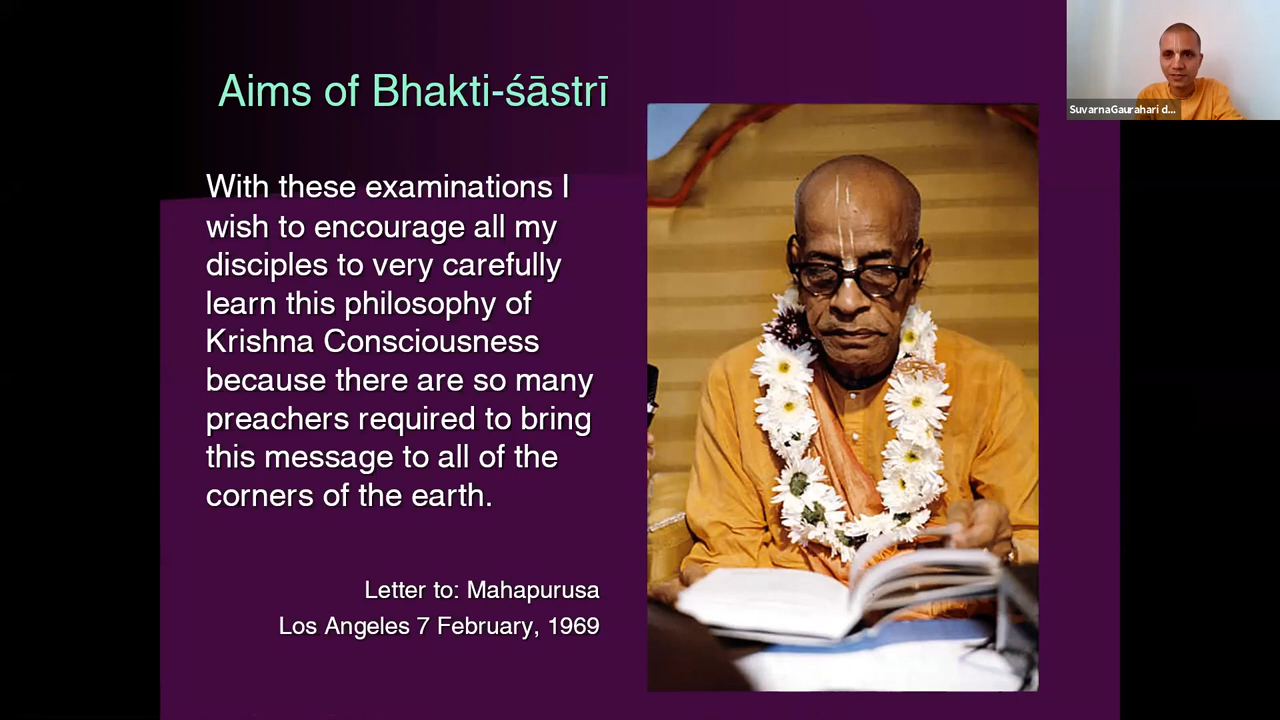 Aims of Bhakti-śāstrī
With these examinations I
wish to encourage all my
disciples to very carefully
learn this philosophy of
Krishna Consciousness
because there are so many
preachers required to bring
this message to all of the
corners of the earth.
Letter to: Mahapurusa
Los Angeles 7 February, 1969
SuvarnaGaurahari d...